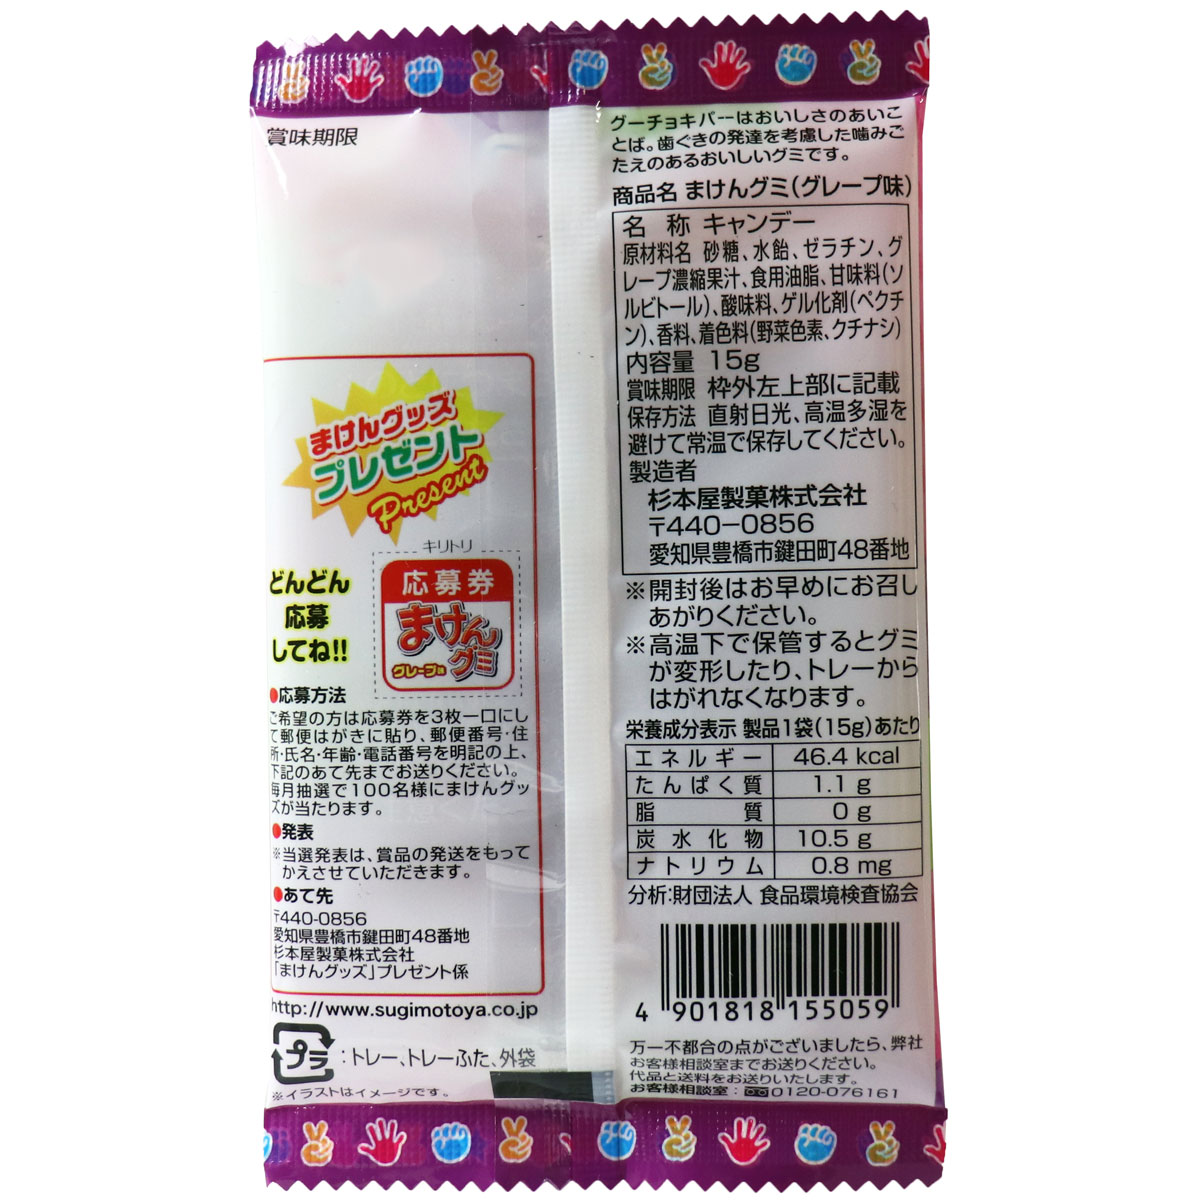 賞味期限
まけんグッズ
プレゼント
Present
キリトリ
応募券
まけん
グミ
グレープ味
どんどん
応募
してね!!
●応募方法
ご希望の方は応募券を3枚一口にし
て郵便はがきに貼り、郵便番号・住
所・氏名・年齢・電話番号を明記の上、
下記のあて先までお送りください。
毎月抽選で100名様にまけんグッ
ズが当たります。
●発表
※当選発表は、賞品の発送をもって
かえさせていただきます。
●あて先
〒440-0856
愛知県豊橋市鍵田町48番地
杉本屋製菓株式会社
「まけんグッズ」プレゼント係
http://www.sugimotoya.co.jp
プラ:トレー、トレーふた、外袋
※イラストはイメージです。
グーチョキパーはおいしさのあいこ
とば。歯ぐきの発達を考慮した噛みご
たえのあるおいしいグミです。
商品名 まけんグミ(グレープ味)
名称 キャンデー
原材料名 砂糖、水飴、ゼラチン、グ
レープ濃縮果汁、食用油脂、甘味料(ソ
ルビトール)、酸味料、ゲル化剤(ペクチ
ン)、香料、着色料(野菜色素、クチナシ)
内容量 15g
賞味期限 枠外左上部に記載
保存方法 直射日光、高温多湿を
避けて常温で保存してください。
製造者
杉本屋製菓株式会社
〒440-0856
愛知県豊橋市鍵田町48番地
※開封後はお早めにお召し
あがりください。
※高温下で保管するとグミ
が変形したり、トレーから
はがれなくなります。
栄養成分表示 製品1袋(15g)あたり
エネルギー 46.4 kcal
たんぱく質 1.1 g
脂質 0 g
炭水化物 10.5 g
ナトリウム 0.8 mg
分析:財団法人 食品環境検査協会
4 901818 155059
万一不都合の点がございましたら、弊社
お客様相談室までお送りください。
代品と送料をお送りいたします。
お客様相談室:0120-076161